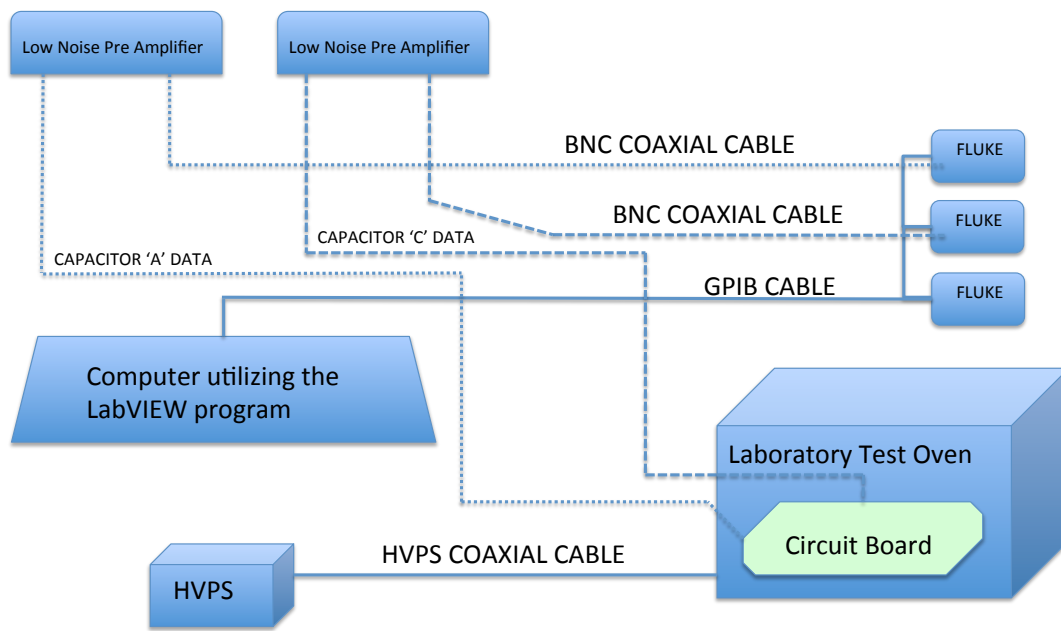 Low Noise Pre Amplifier
Low Noise Pre Amplifier
BNC COAXIAL CABLE
FLUKE
BNC COAXIAL CABLE
FLUKE
CAPACITOR ‘C’ DATA
CAPACITOR ‘A’ DATA
GPIB CABLE
FLUKE
Computer utilizing the
LabVIEW program
Laboratory Test Oven
Circuit Board
HVPS COAXIAL CABLE
HVPS